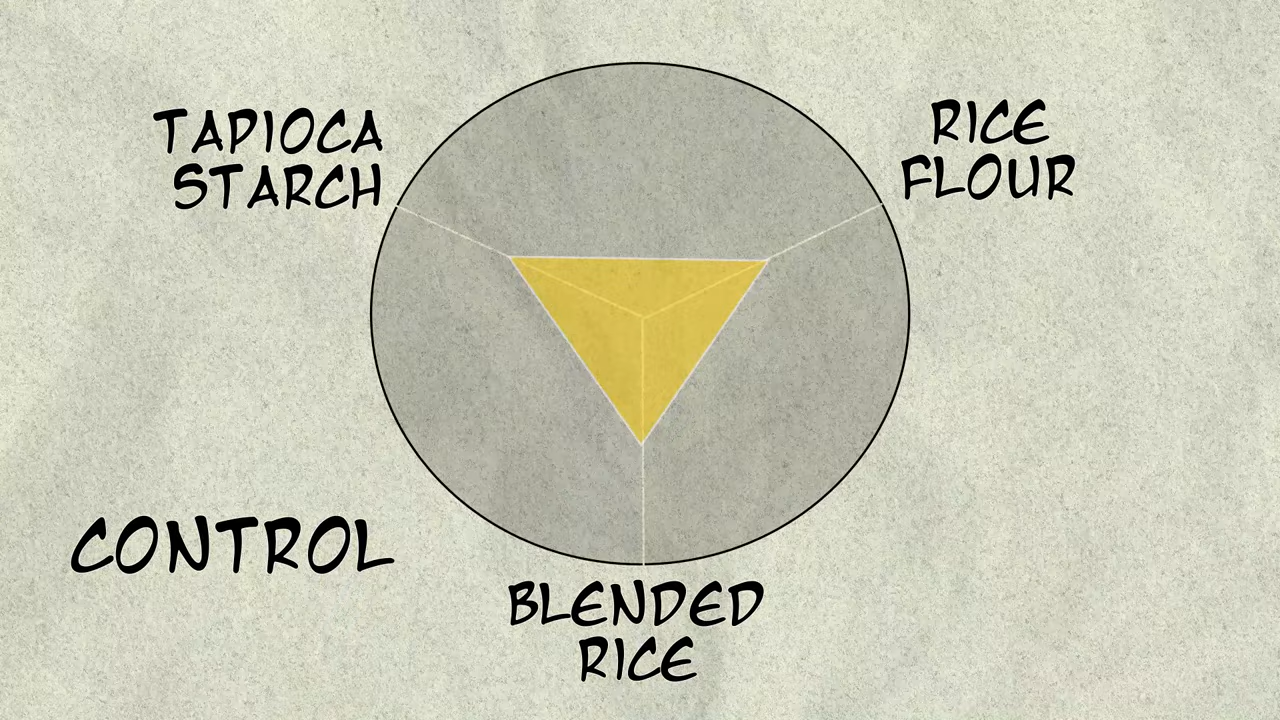 TAPIOCA
STARCH
RICE
FLOUR
CONTROL
BLENDED
RICE